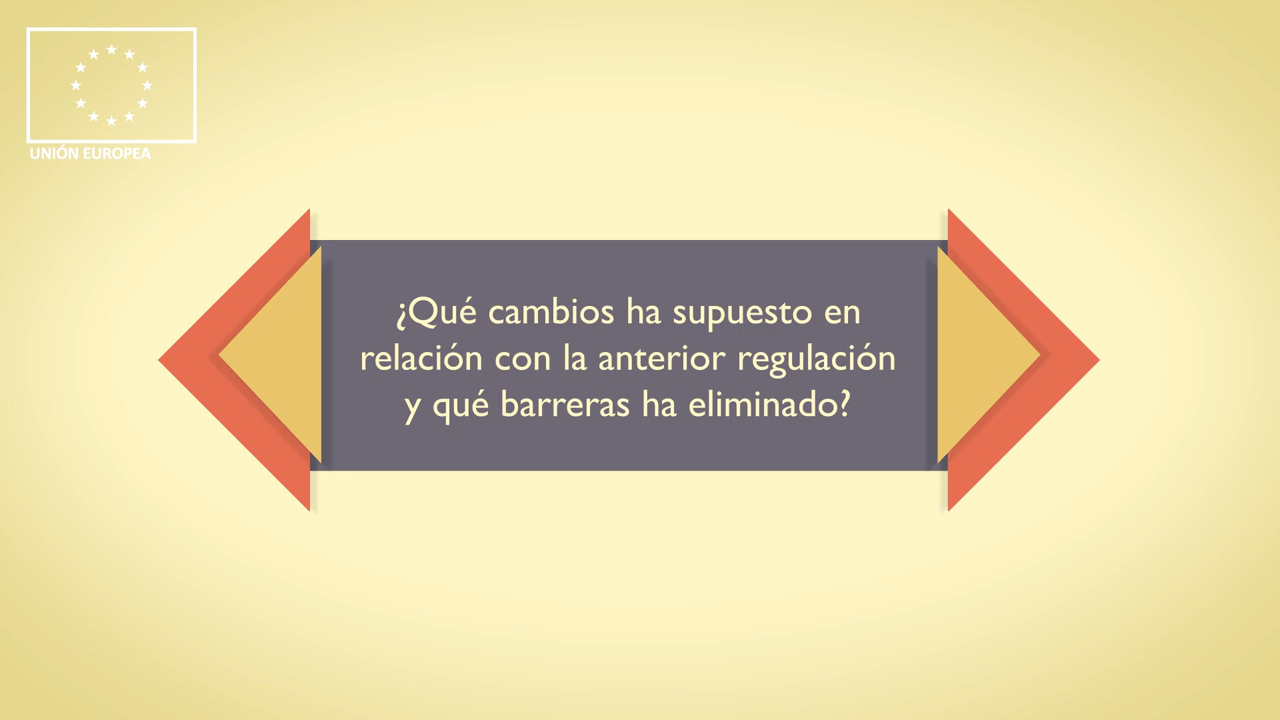 UNIÓN EUROPEA
¿Qué cambios ha supuesto en
relación con la anterior regulación
y qué barreras ha eliminado?